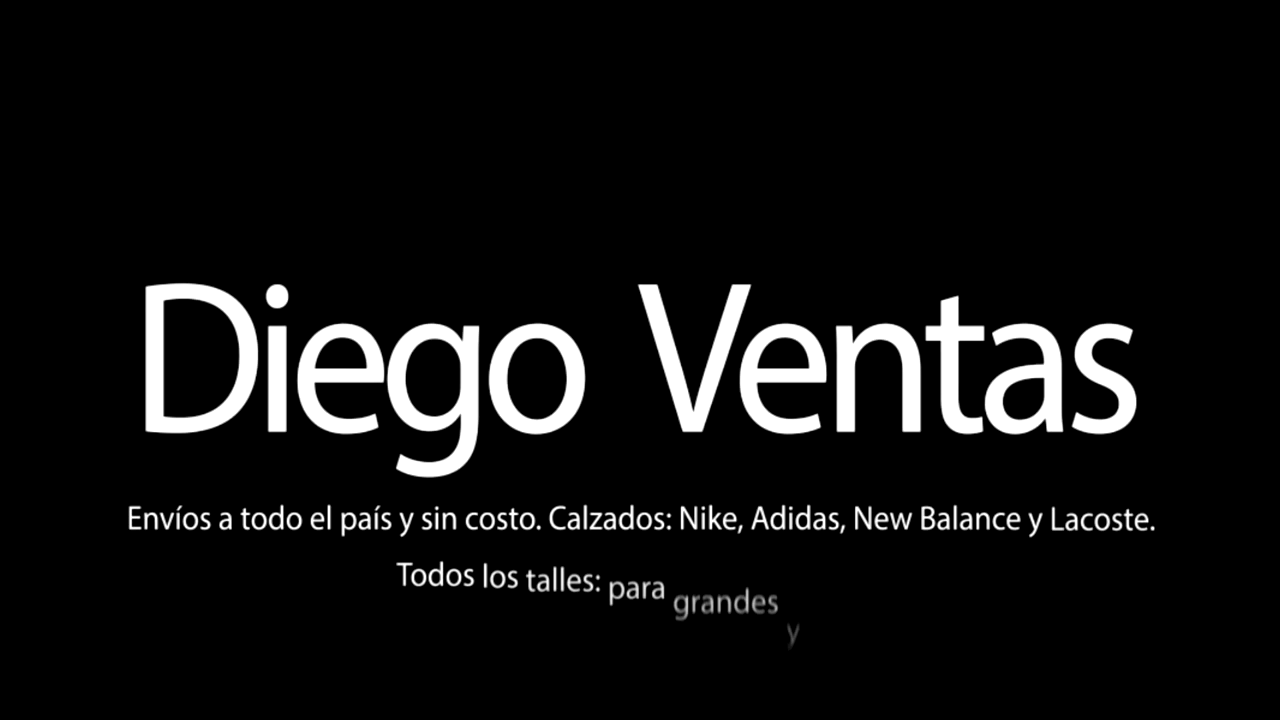 Diego Ventas
Envíos a todo el país y sin costo. Calzados: Nike, Adidas, New Balance y Lacoste.
Todos los talles: para grandes y